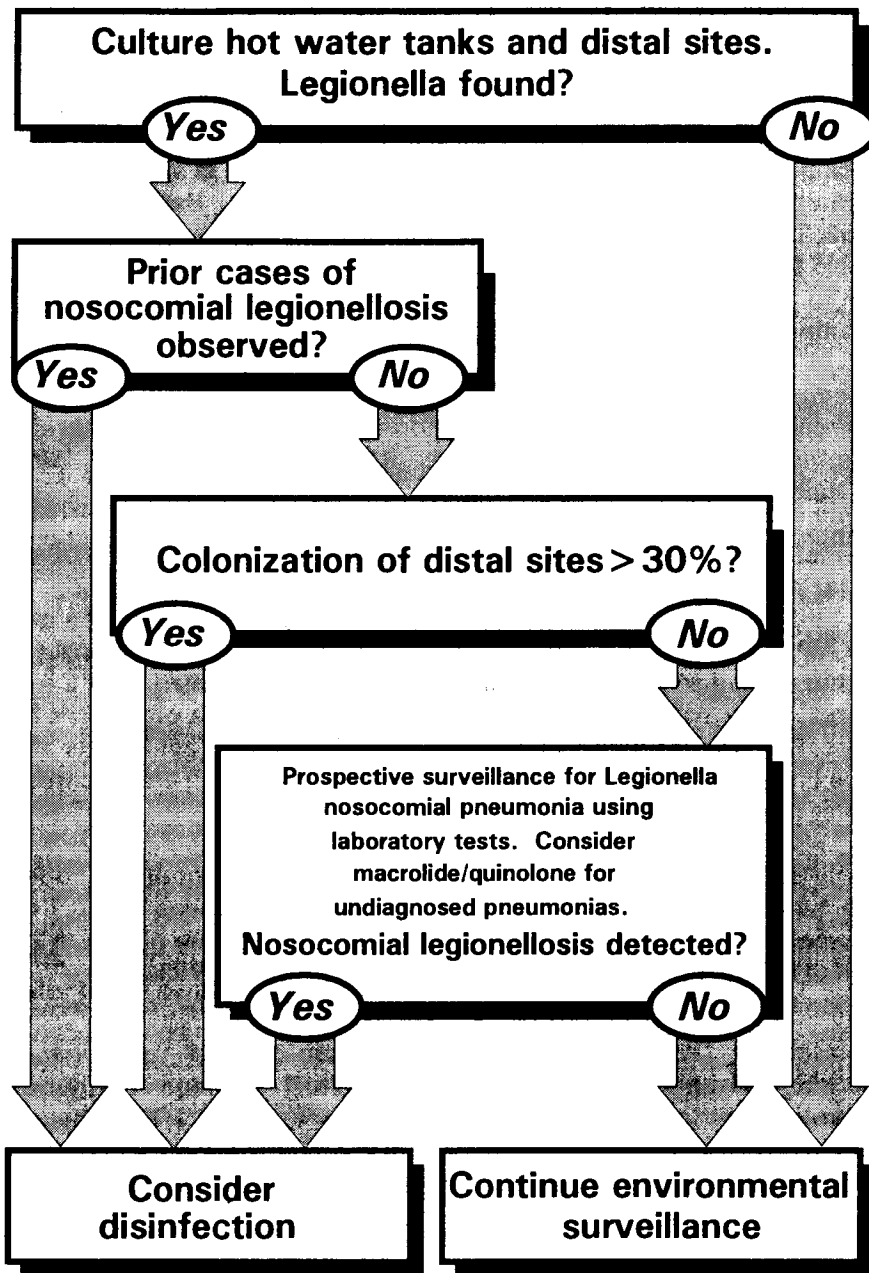 Culture hot water tanks and distal sites.
Legionella found?
Yes
No
Prior cases of
nosocomial legionellosis
observed?
Yes
No
Colonization of distal sites > 30%?
Yes
No
Prospective surveillance for Legionella
nosocomial pneumonia using
laboratory tests. Consider
macrolide/quinolone for
undiagnosed pneumonias.
Nosocomial legionellosis detected?
Yes
No
Consider
disinfection
Continue environmental
surveillance